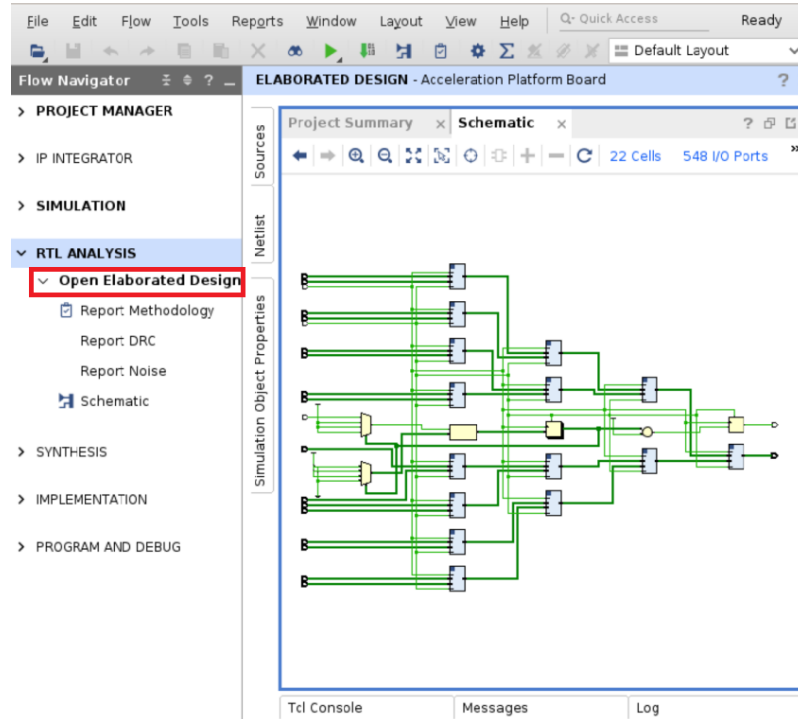 File Edit Flow Tools Reports Window Layout View Help Q- Quick Access Ready
Default Layout
Flow Navigator ? _
ELABORATED DESIGN - Acceleration Platform Board ?
PROJECT MANAGER
IP INTEGRATOR
SIMULATION
RTL ANALYSIS
Open Elaborated Design
Report Methodology
Report DRC
Report Noise
Schematic
SYNTHESIS
IMPLEMENTATION
PROGRAM AND DEBUG
Sources
Netlist
Simulation Object Properties
Project Summary × Schematic × ?
22 Cells 548 I/O Ports »
Tcl Console Messages Log